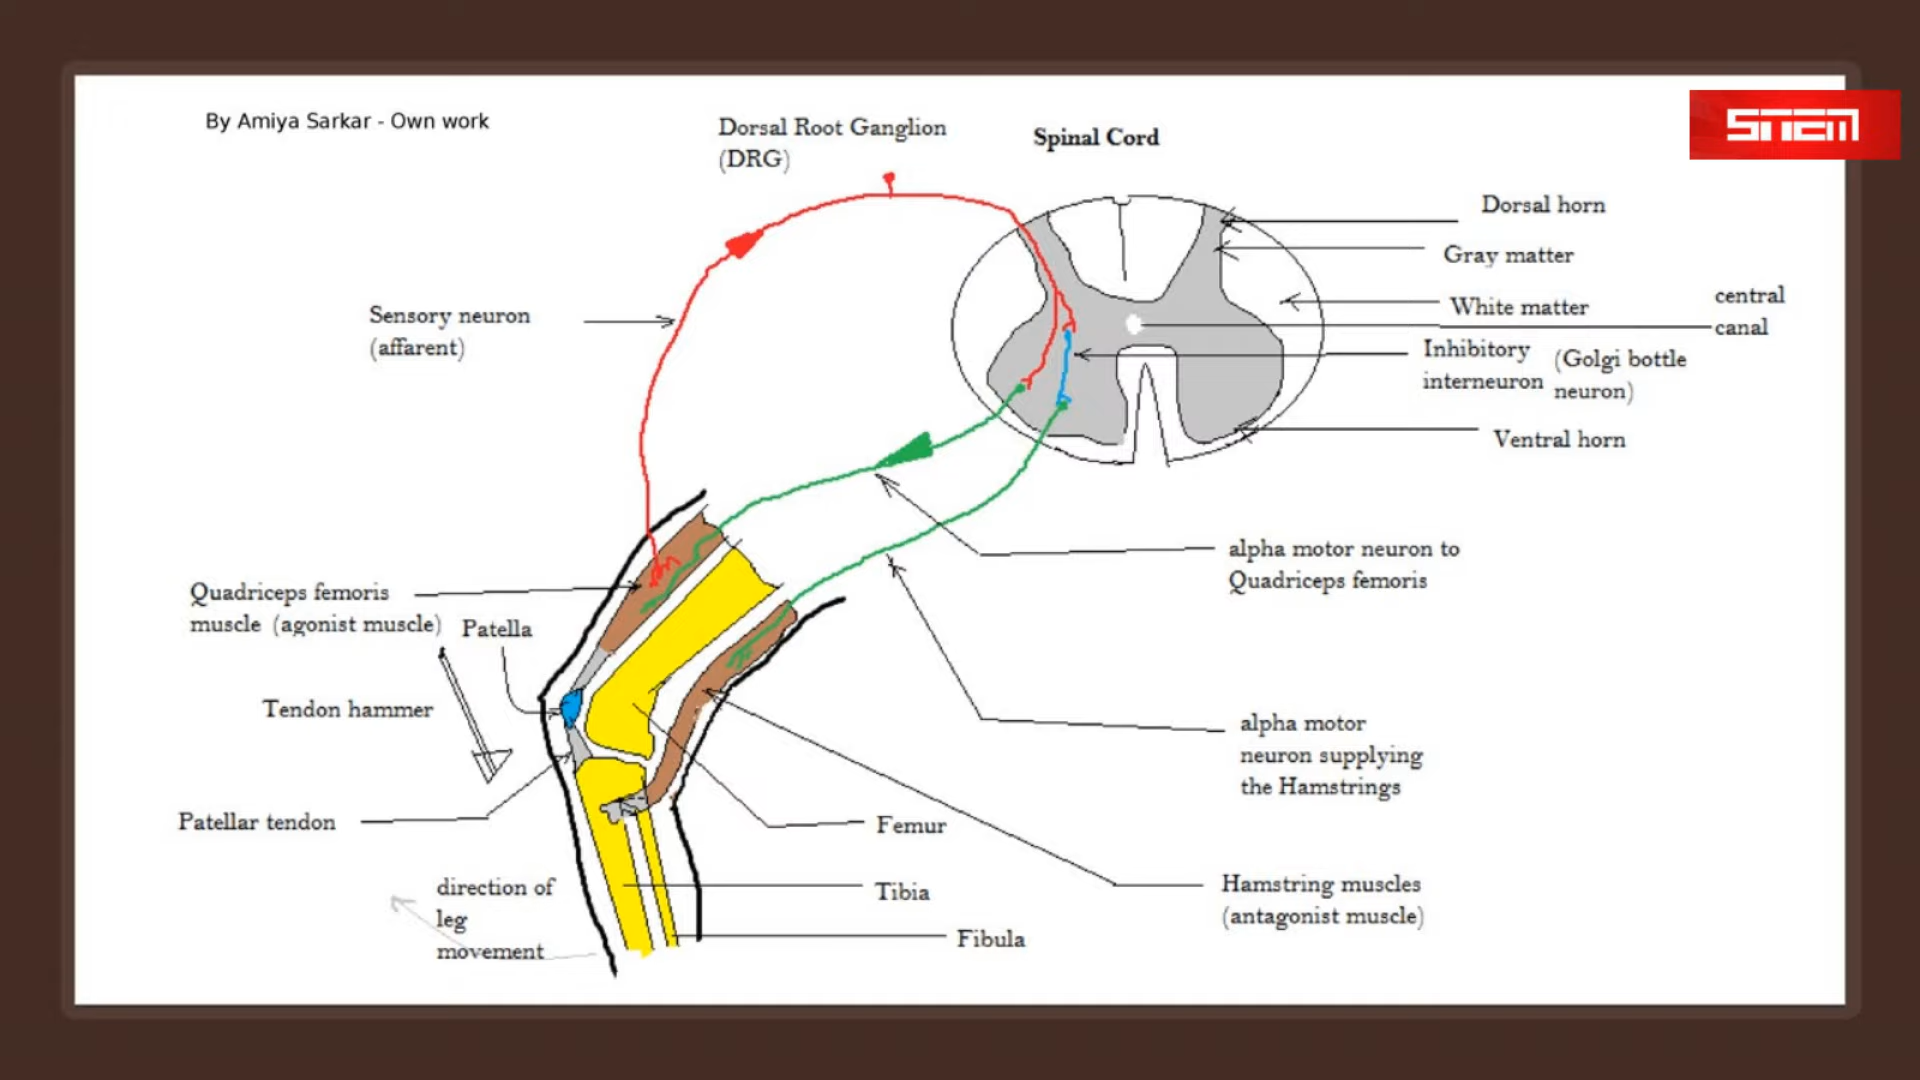 By Amiya Sarkar - Own work
Dorsal Root Ganglion
(DRG)
Spinal Cord
SNEM
Dorsal horn
Gray matter
White matter
central
canal
Inhibitory
interneuron
(Golgi bottle
neuron)
Ventral horn
Sensory neuron
(affarent)
alpha motor neuron to
Quadriceps femoris
Quadriceps femoris
muscle (agonist muscle)
Patella
Tendon hammer
alpha motor
neuron supplying
the Hamstrings
Patellar tendon
Femur
direction of
leg
movement
Tibia
Fibula
Hamstring muscles
(antagonist muscle)